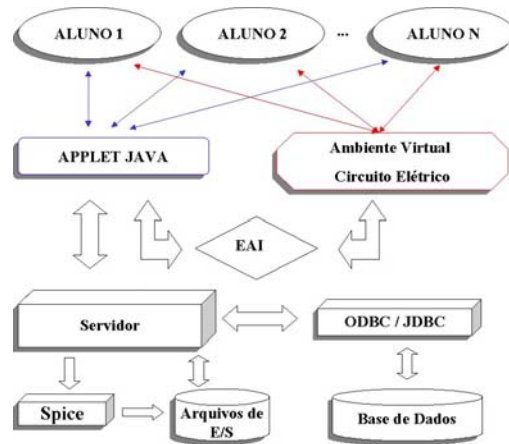 ALUNO 1
ALUNO 2
...
ALUNO N
APPLET JAVA
Ambiente Virtual
Circuito Elétrico
EAI
Servidor
ODBC / JDBC
Spice
Arquivos de
E/S
Base de Dados